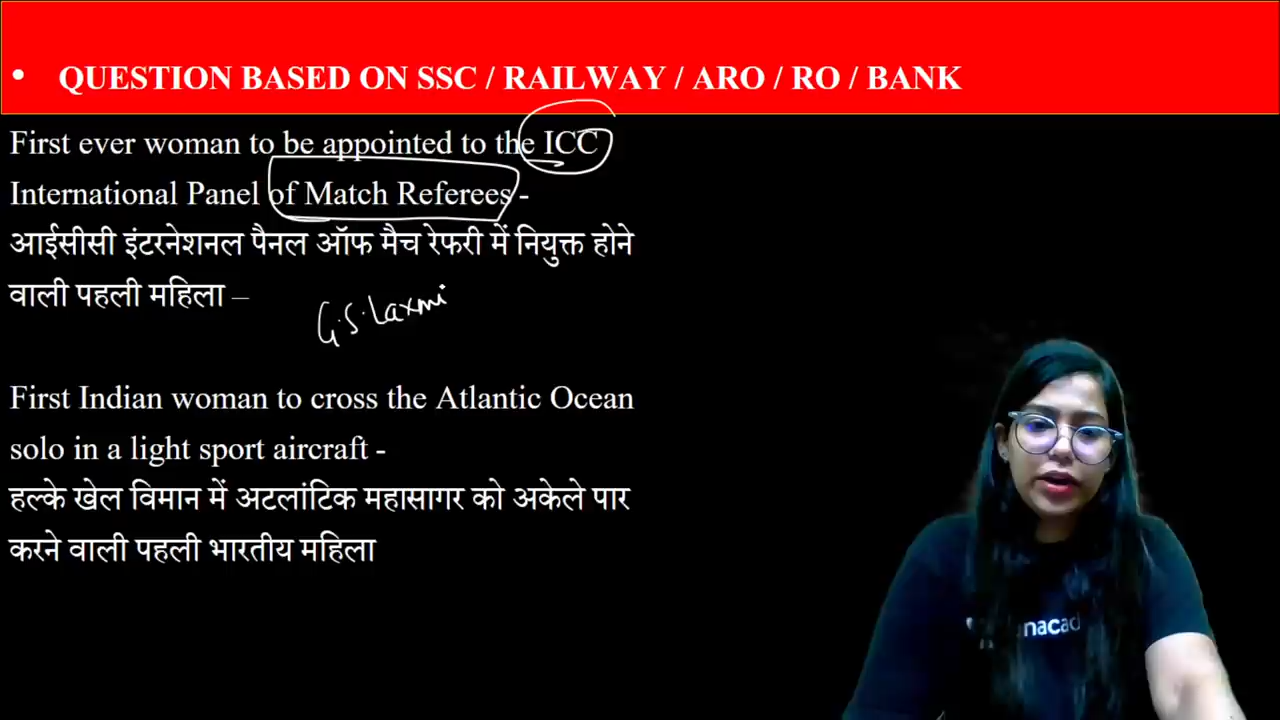 • QUESTION BASED ON SSC / RAILWAY / ARO / RO / BANK
First ever woman to be appointed to the ICC
International Panel of Match Referees -
आईसीसी इंटरनेशनल पैनल ऑफ मैच रेफरी में नियुक्त होने
वाली पहली महिला –
G.S.Laxmi
First Indian woman to cross the Atlantic Ocean
solo in a light sport aircraft -
हल्के खेल विमान में अटलांटिक महासागर को अकेले पार
करने वाली पहली भारतीय महिला